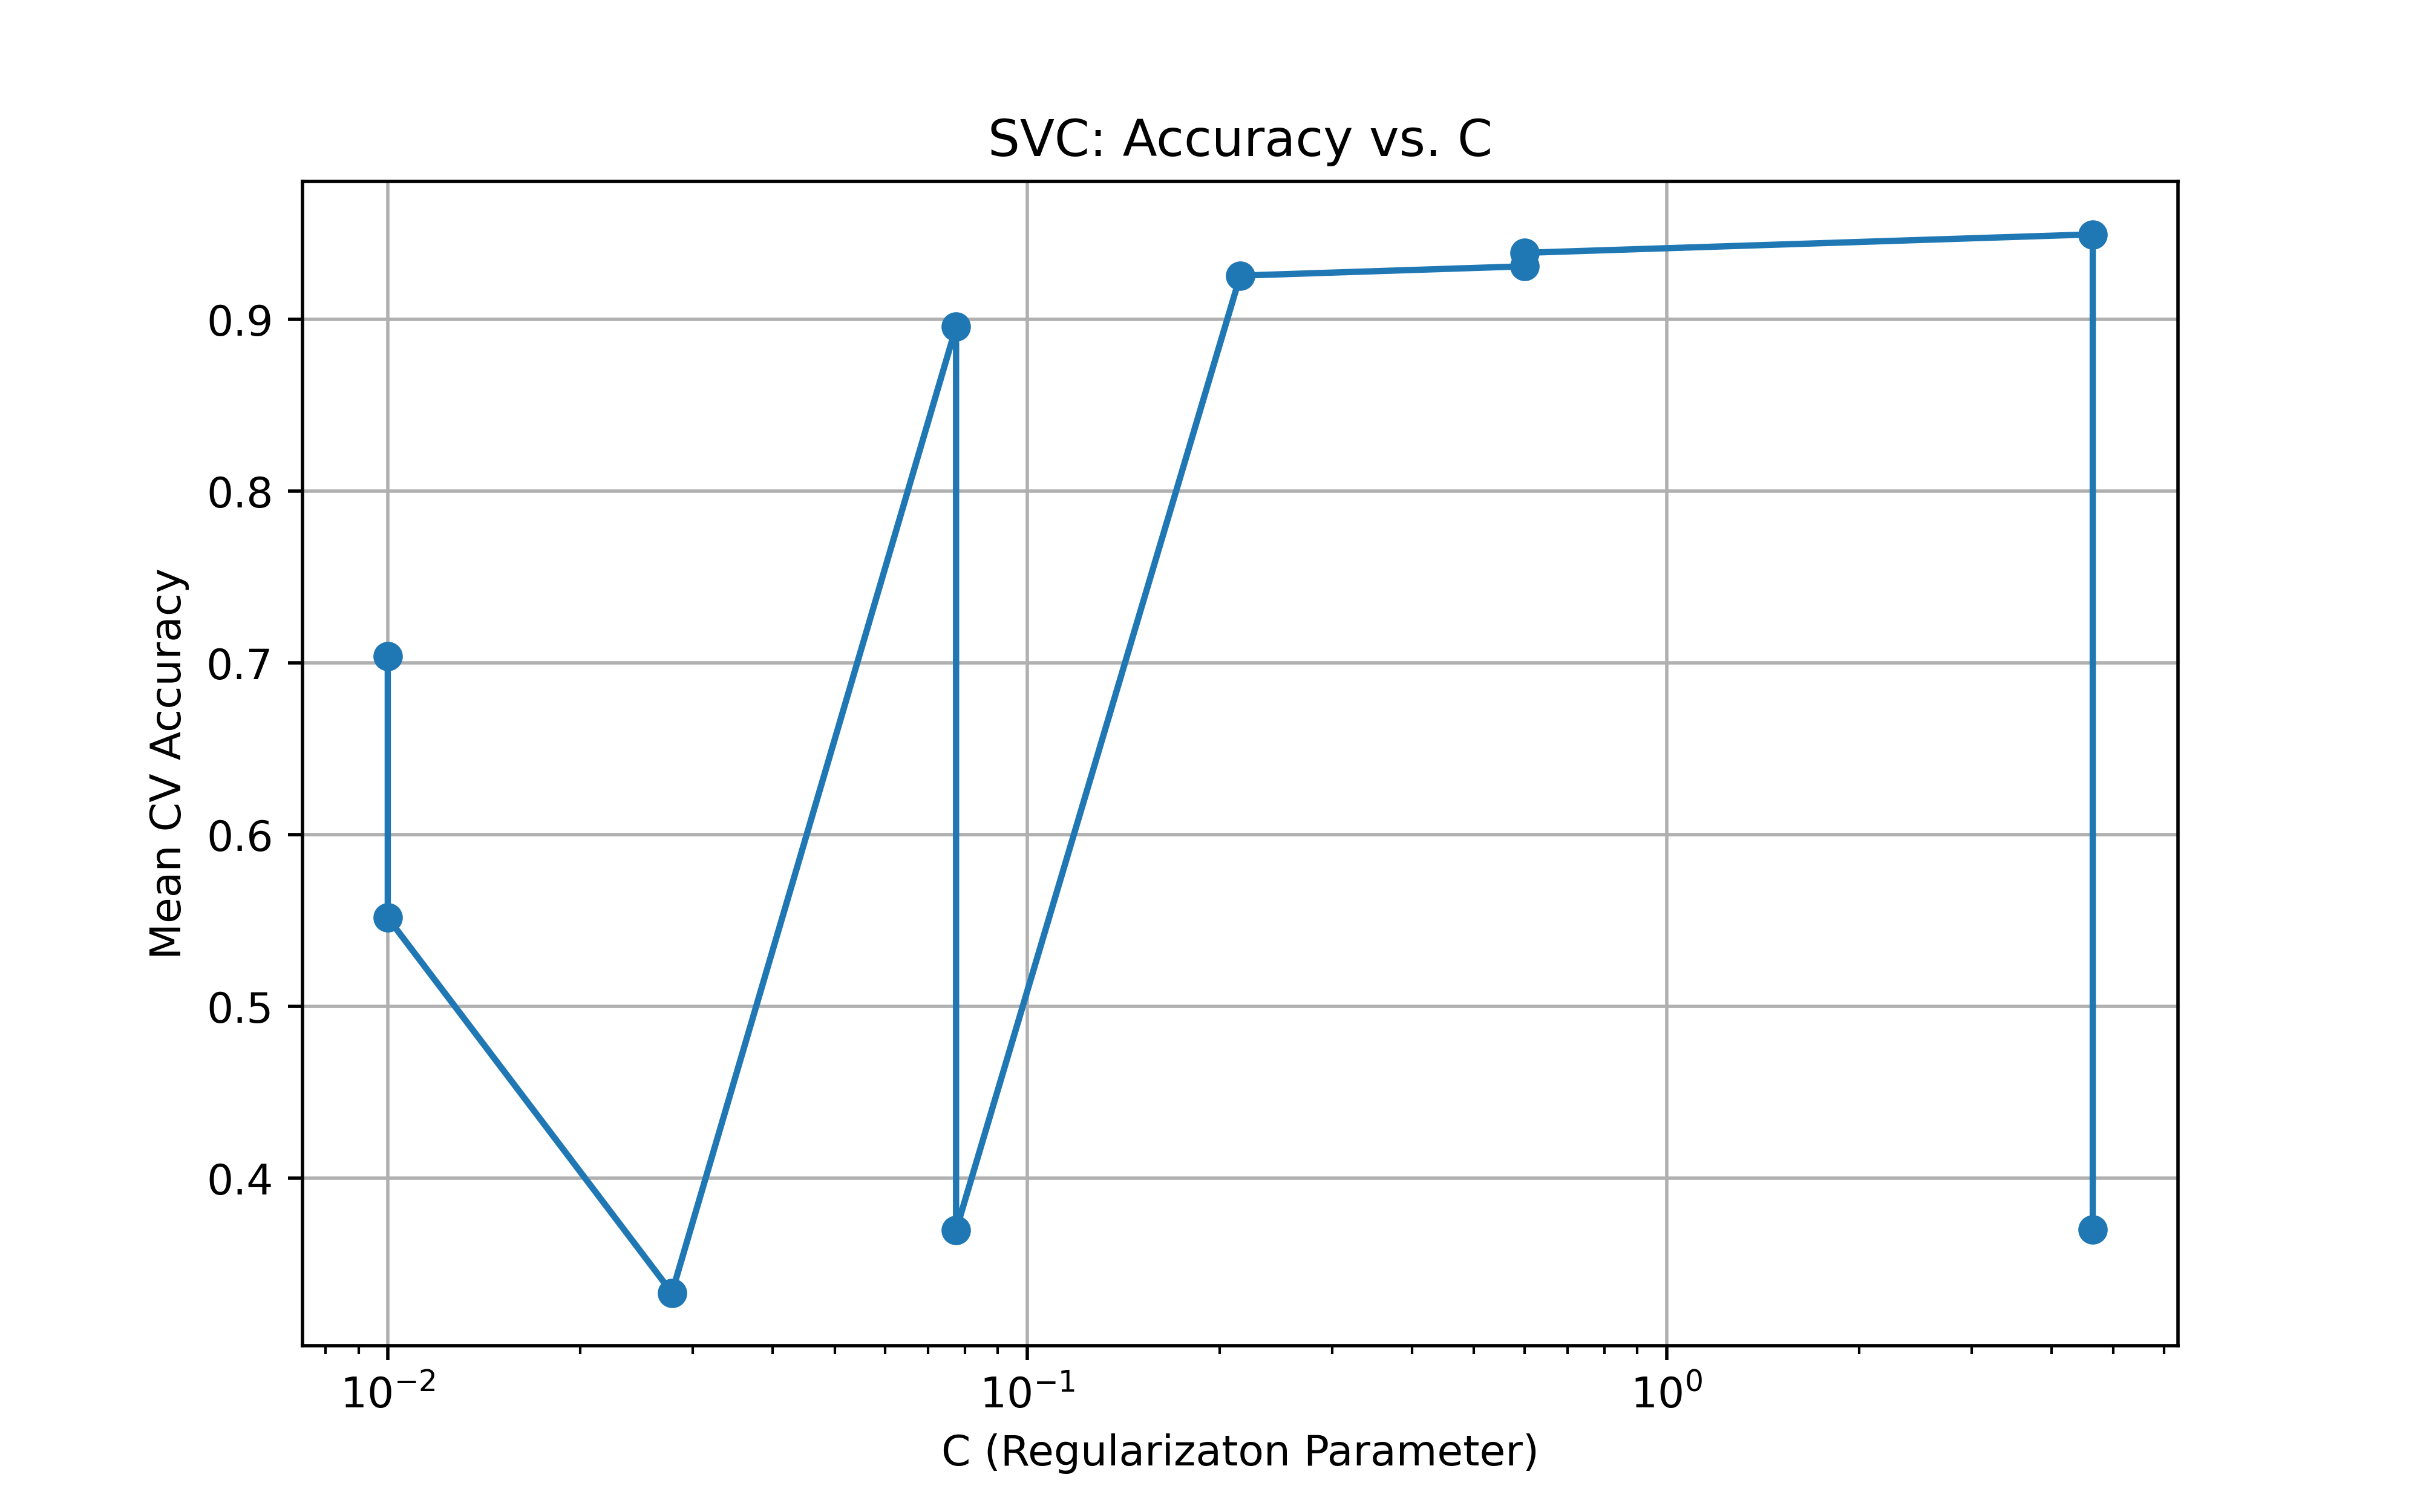 SVC: Accuracy vs. C
Mean CV Accuracy
0.9
0.8
0.7
0.6
0.5
0.4
10⁻² 10⁻¹ 10⁰
C (Regularizaton Parameter)